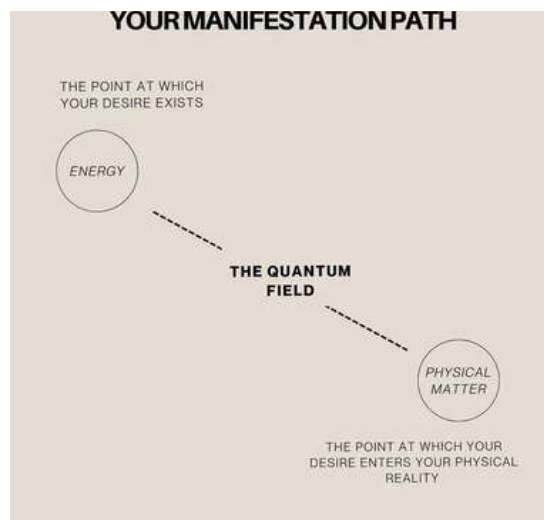 YOUR MANIFESTATION PATH
THE POINT AT WHICH
YOUR DESIRE EXISTS
ENERGY
THE QUANTUM
FIELD
PHYSICAL
MATTER
THE POINT AT WHICH YOUR
DESIRE ENTERS YOUR PHYSICAL
REALITY